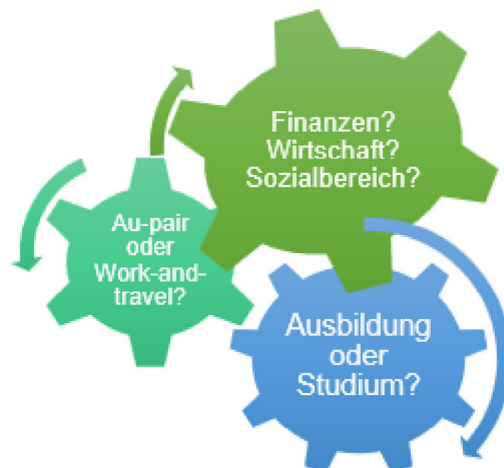 Finanzen?
Wirtschaft?
Sozialbereich?
Au-pair
oder
Work-and-
travel?
Ausbildung
oder
Studium?